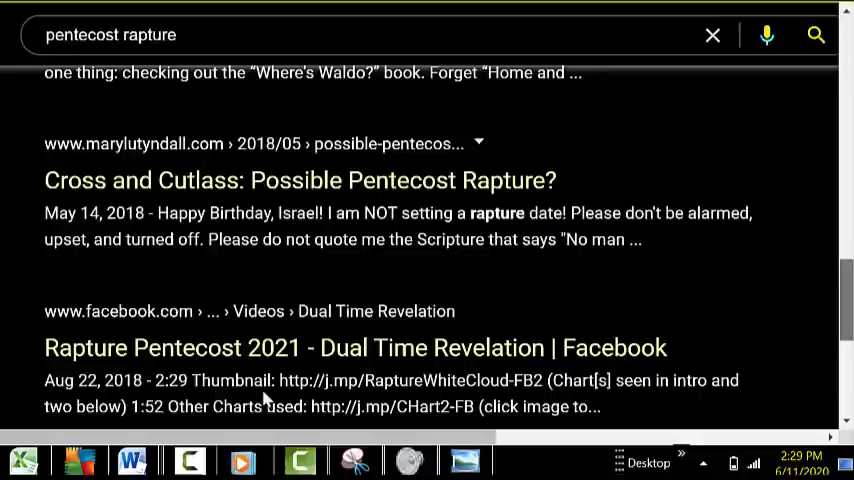 pentecost rapture
one thing: checking out the “Where's Waldo?” book. Forget “Home and ...
www.marylutyndall.com › 2018/05 › possible-pentecos...
Cross and Cutlass: Possible Pentecost Rapture?
May 14, 2018 - Happy Birthday, Israel! I am NOT setting a rapture date! Please don't be alarmed,
upset, and turned off. Please do not quote me the Scripture that says "No man ...
www.facebook.com › ... › Videos › Dual Time Revelation
Rapture Pentecost 2021 - Dual Time Revelation | Facebook
Aug 22, 2018 - 2:29 Thumbnail: http://j.mp/RaptureWhiteCloud-FB2 (Chart[s] seen in intro and
two below) 1:52 Other Charts used: http://j.mp/CHart2-FB (click image to...
Desktop
2:29 PM
6/11/2020